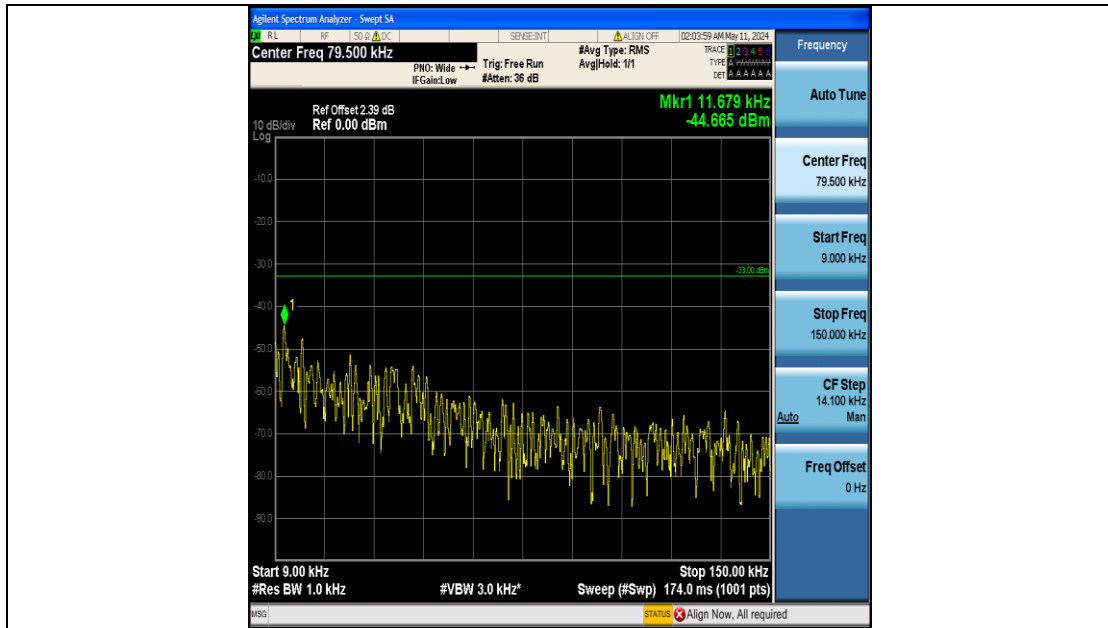 Agilent Spectrum Analyzer - Swept SA
RL RF 50 Ω DC SENSE:INT ALIGN OFF 02:03:59 AM May 11, 2024
Center Freq 79.500 kHz
PNO: Wide
IFGain:Low
Trig: Free Run
#Atten: 36 dB
#Avg Type: RMS
Avg|Hold: 1/1
TRACE 1 2 3 4 5 6
TYPE A WWWWW
DET A A A A A A
Mkr1 11.679 kHz
-44.665 dBm
Ref Offset 2.39 dB
10 dB/div Ref 0.00 dBm
Log
-10.0
-20.0
-30.0
-33.00 dBm
-40.0
1
-50.0
-60.0
-70.0
-80.0
-90.0
Start 9.00 kHz Stop 150.00 kHz
#Res BW 1.0 kHz #VBW 3.0 kHz* Sweep (#Swp) 174.0 ms (1001 pts)
MSG STATUS Align Now, All required
Frequency
Auto Tune
Center Freq
79.500 kHz
Start Freq
9.000 kHz
Stop Freq
150.000 kHz
CF Step
14.100 kHz
Auto Man
Freq Offset
0 Hz